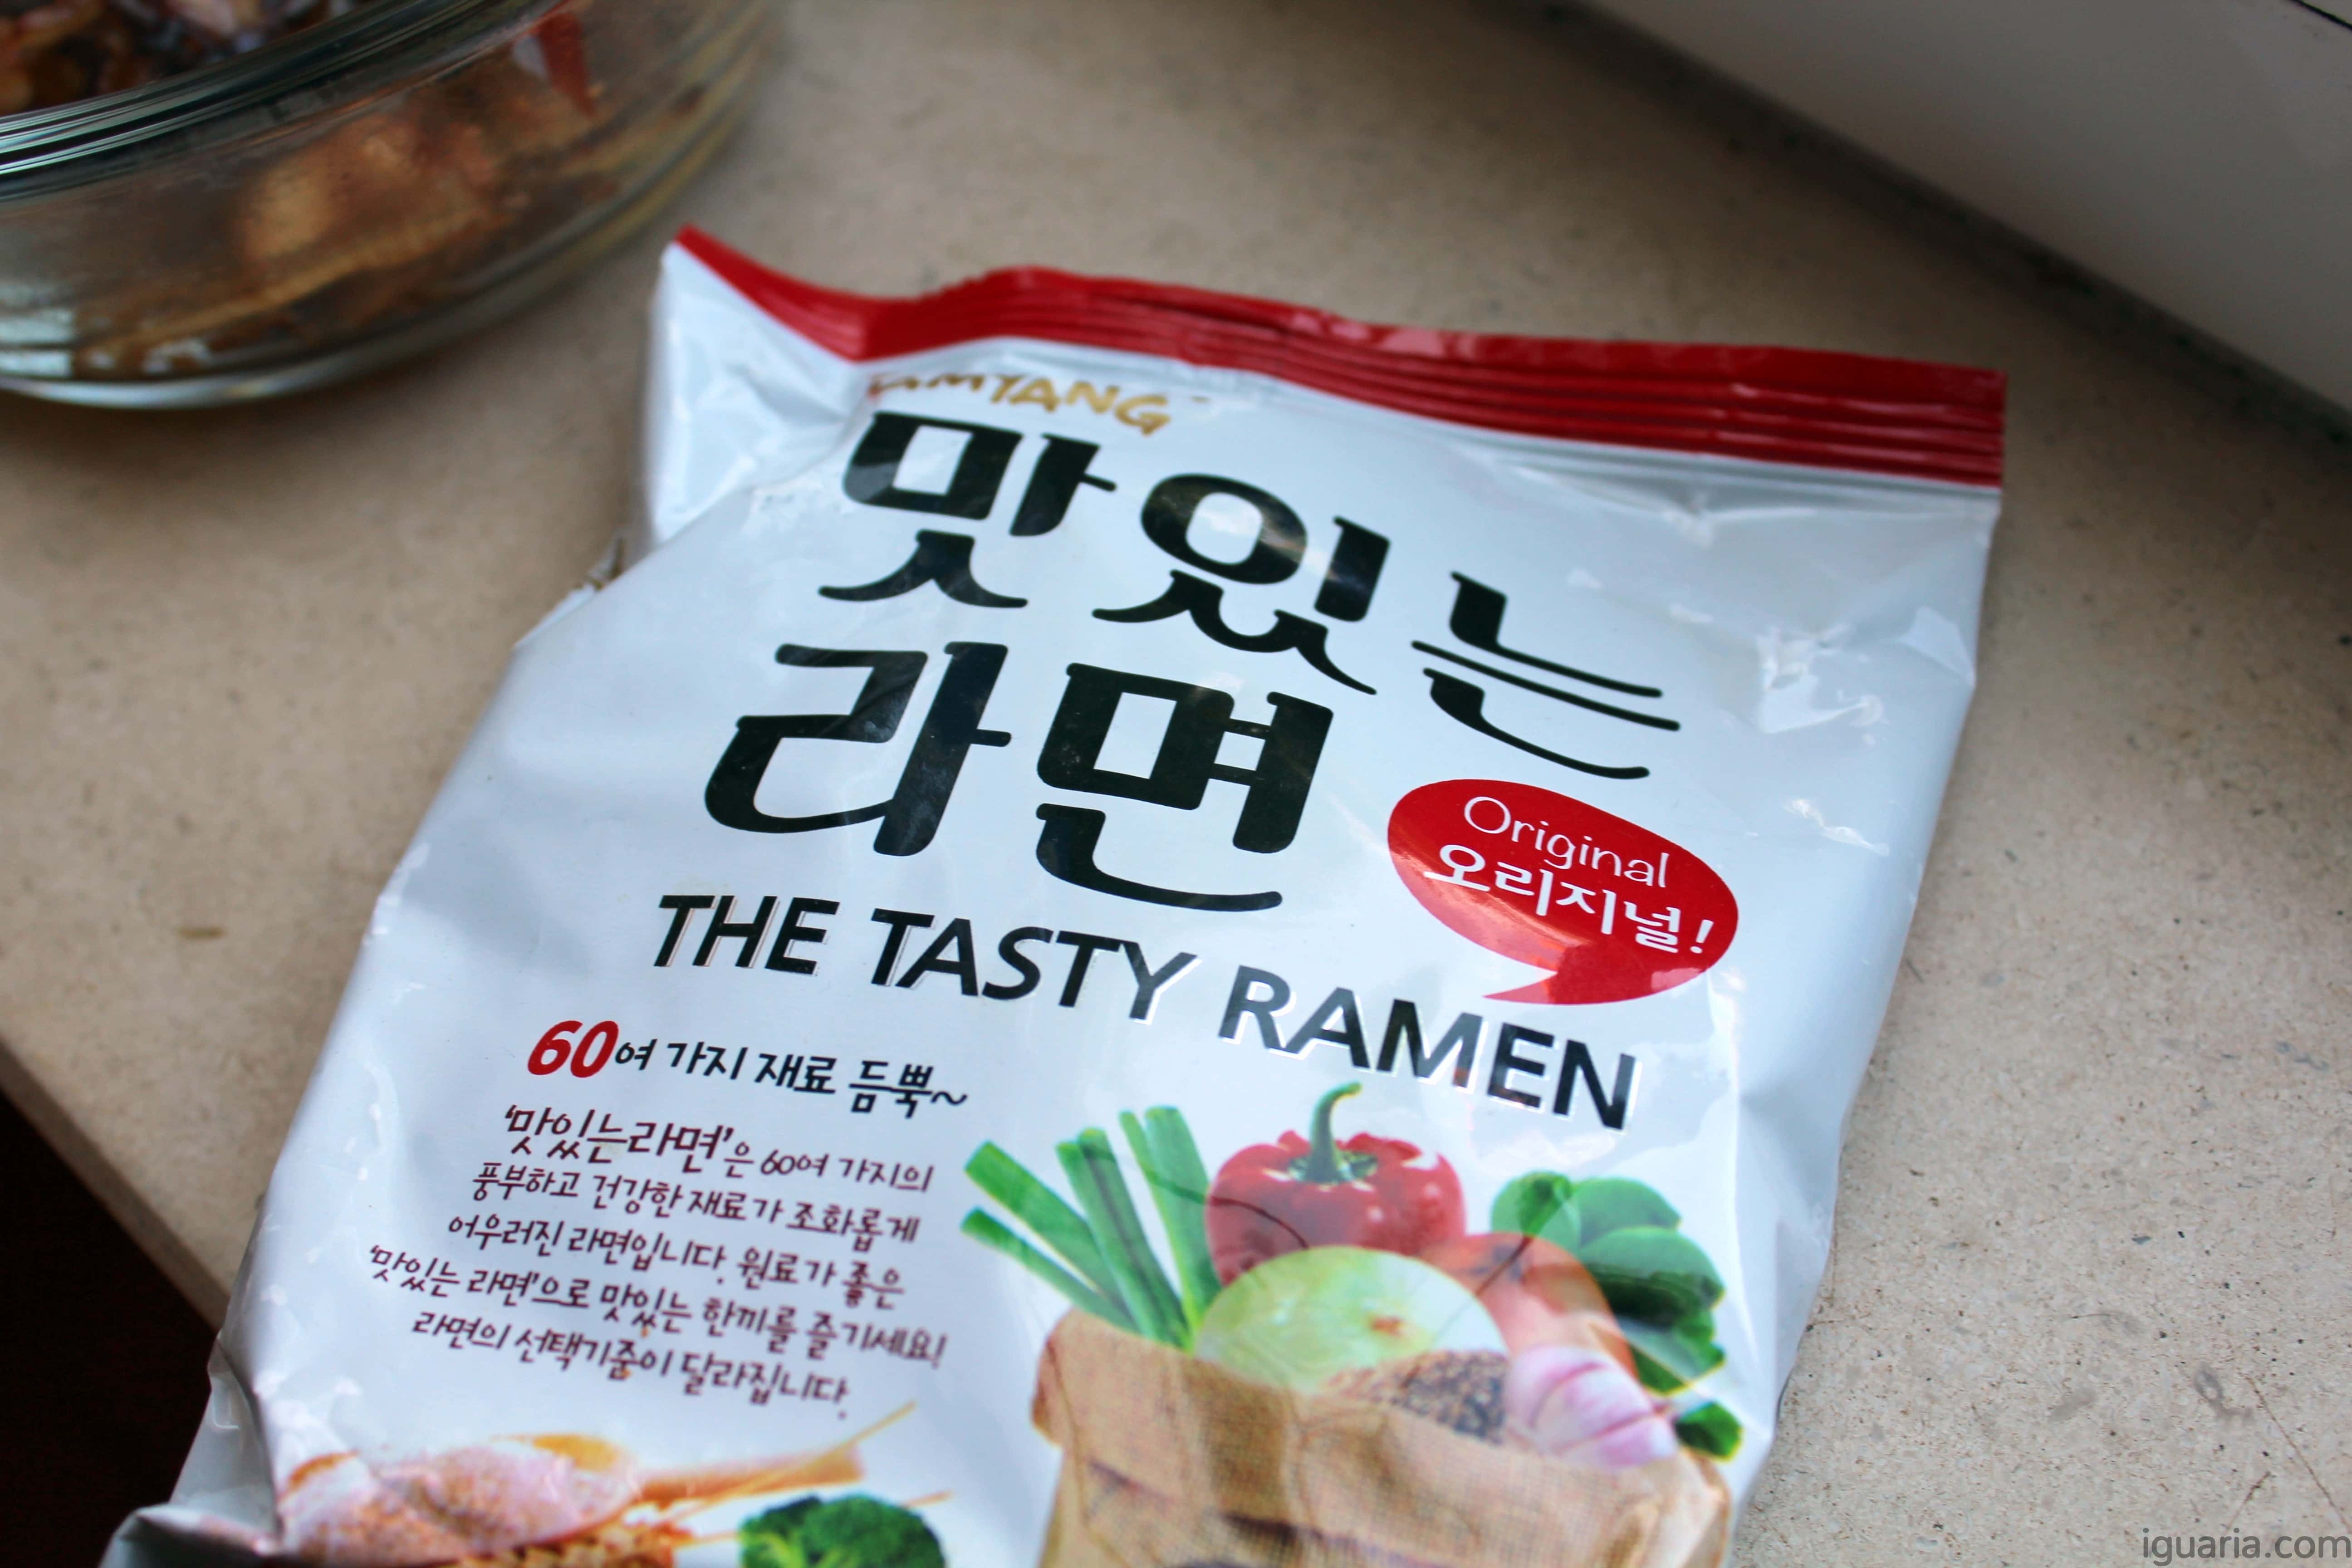 SAMYANG
맛있는
라면
Original
오리지널!
THE TASTY RAMEN
60여 가지 재료 듬뿍~
'맛있는라면'은 60여 가지의
풍부하고 건강한 재료가 조화롭게
어우러진 라면입니다. 원료가 좋은
'맛있는 라면'으로 맛있는 한끼를 즐기세요!
라면의 선택기준이 달라집니다.
iguaria.com